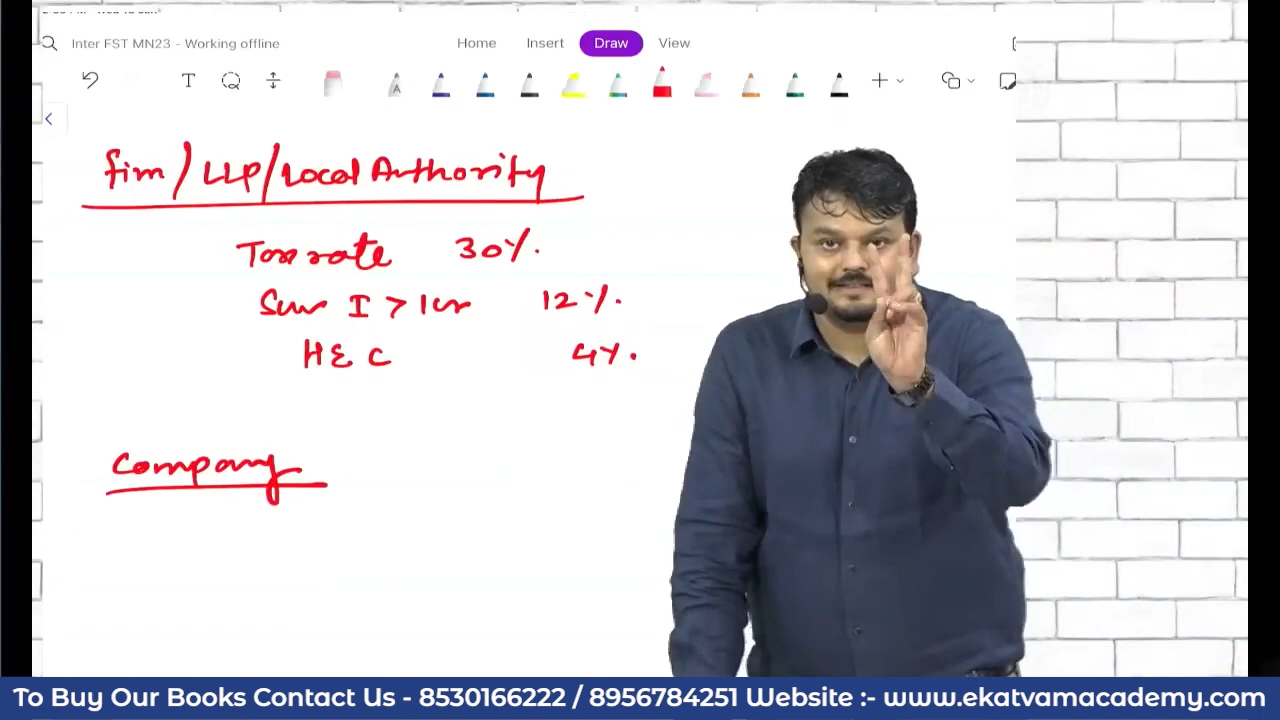 Inter FST MN23 - Working offline
Home Insert Draw View
T
A
firm / LLP / Local Authority
Tax rate 30%.
Sur I > 1cr 12%.
HEC 4%.
Company
To Buy Our Books Contact Us - 8530166222 / 8956784251 Website :- www.ekatvamacademy.com